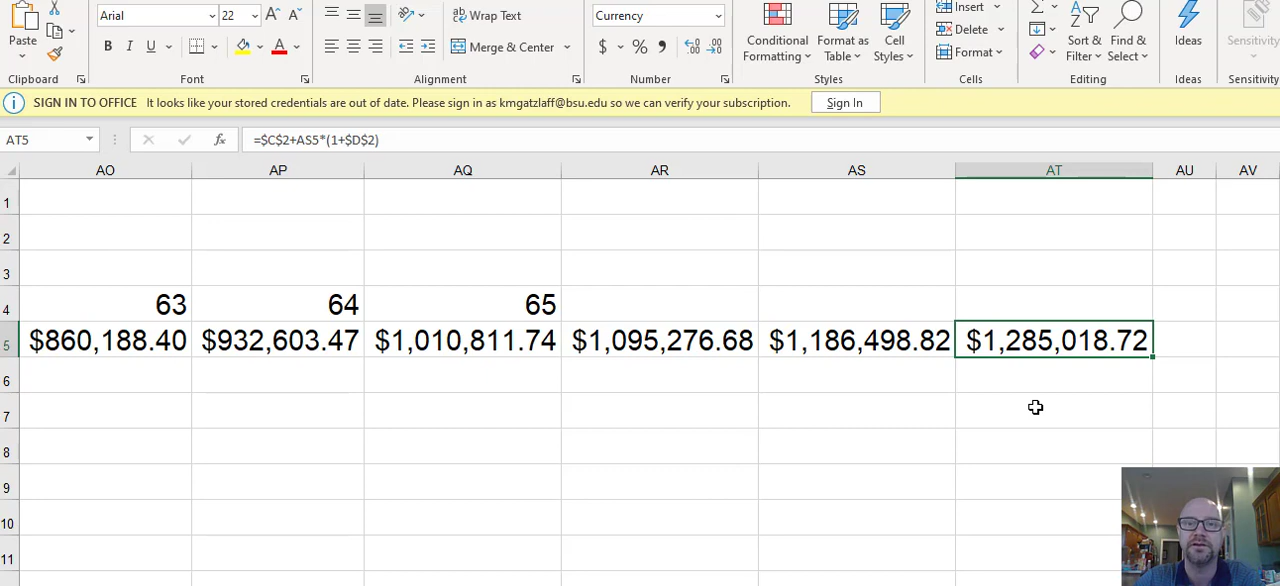 Arial 22 Wrap Text Currency Insert
Paste B I U Merge & Center $ % , Conditional Formatting Format as Table Cell Styles Delete Format Sort & Filter Find & Select Ideas Sensitivity
Clipboard Font Alignment Number Styles Cells Editing Ideas Sensitivity
SIGN IN TO OFFICE It looks like your stored credentials are out of date. Please sign in as kmgatzlaff@bsu.edu so we can verify your subscription. Sign In
AT5 fx =$C$2+AS5*(1+$D$2)
AO AP AQ AR AS AT AU AV
1
2
3
4 63 64 65
5 $860,188.40 $932,603.47 $1,010,811.74 $1,095,276.68 $1,186,498.82 $1,285,018.72
6
7
8
9
10
11